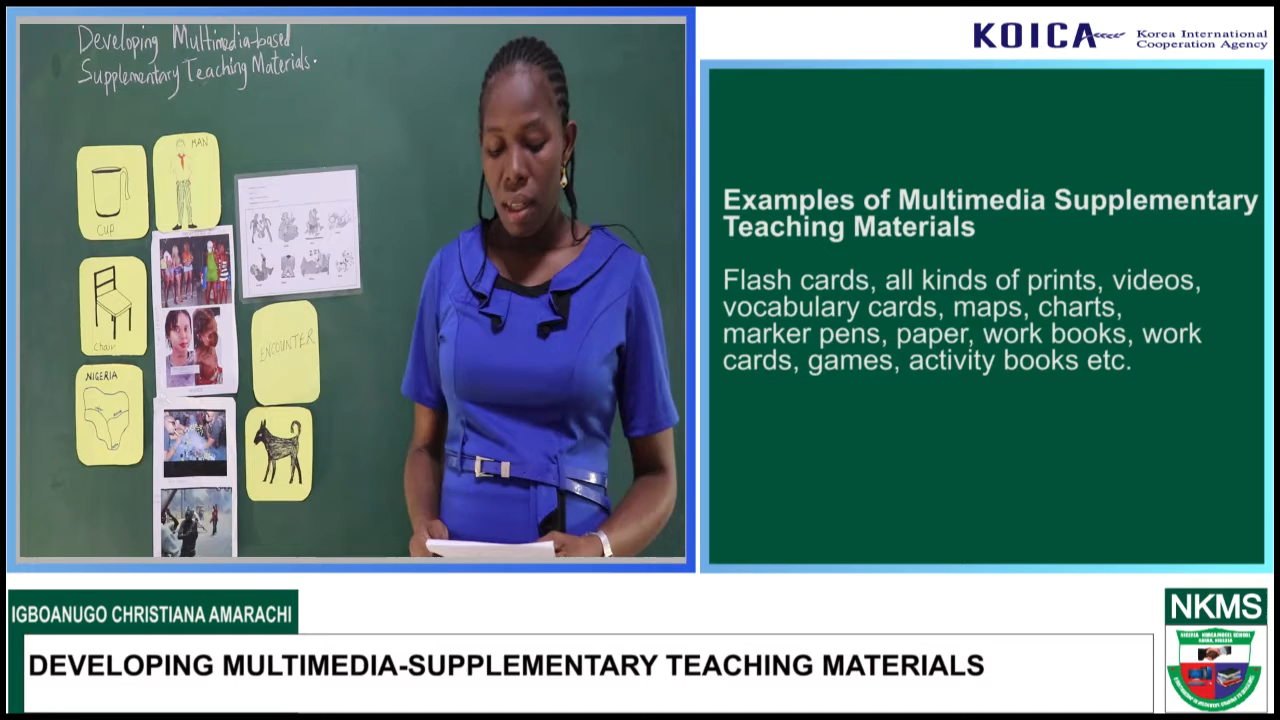 Developing Multimedia-based
Supplementary Teaching Materials.
CUP
MAN
Chair
NIGERIA
ENCOUNTER
KOICA
Korea International
Cooperation Agency
Examples of Multimedia Supplementary
Teaching Materials
Flash cards, all kinds of prints, videos,
vocabulary cards, maps, charts,
marker pens, paper, work books, work
cards, games, activity books etc.
IGBOANUGO CHRISTIANA AMARACHI
DEVELOPING MULTIMEDIA-SUPPLEMENTARY TEACHING MATERIALS
NKMS